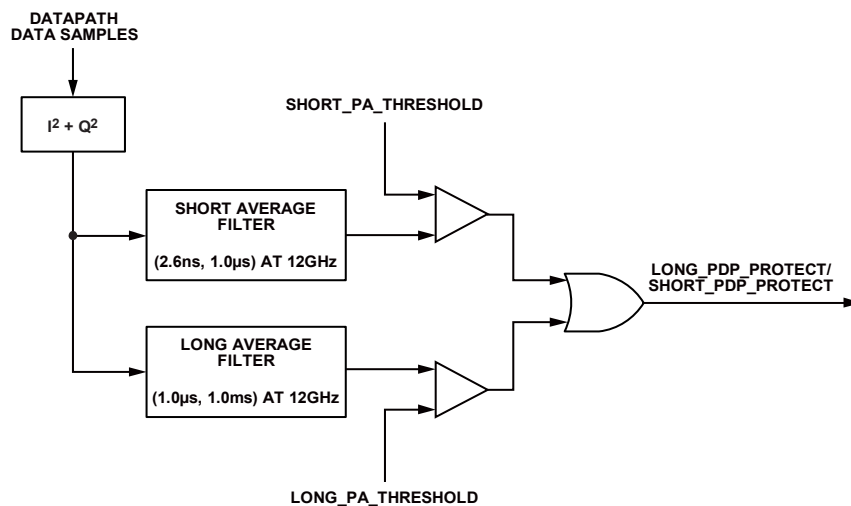 DATAPATH
DATA SAMPLES
I² + Q²
SHORT_PA_THRESHOLD
SHORT AVERAGE
FILTER
(2.6ns, 1.0µs) AT 12GHz
LONG_PDP_PROTECT/
SHORT_PDP_PROTECT
LONG AVERAGE
FILTER
(1.0µs, 1.0ms) AT 12GHz
LONG_PA_THRESHOLD